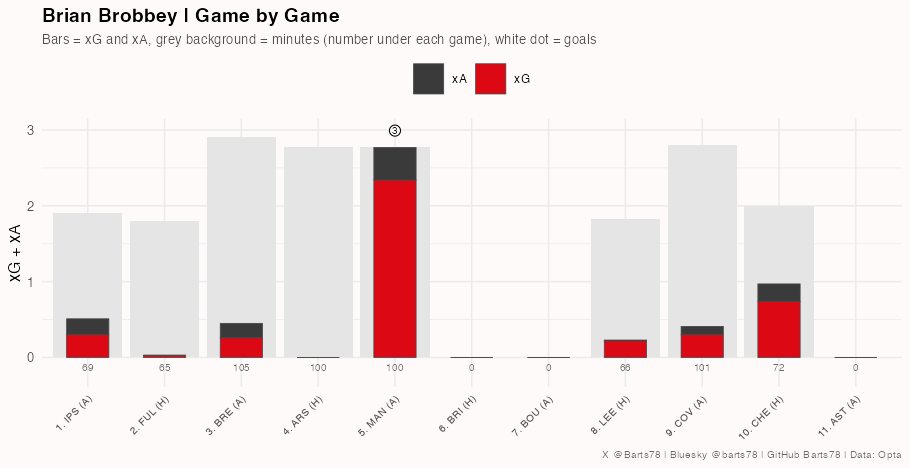 Brian Brobbey | Game by Game
Bars = xG and xA, grey background = minutes (number under each game), white dot = goals
xA xG
xG + xA
3
2
1
0
3
69 65 105 100 100 0 0 66 101 72 0
1. IPS (A) 2. FUL (H) 3. BRE (A) 4. ARS (H) 5. MAN (A) 6. BRI (H) 7. BOU (A) 8. LEE (H) 9. COV (A) 10. CHE (H) 11. AST (A)
X @Barts78 | Bluesky @barts78 | GitHub Barts78 | Data: Opta